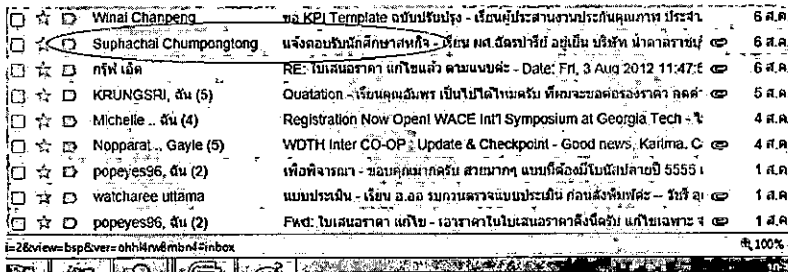 Winai Chanpeng ขอ KPI Template ฉบับปรับปรุง - เรียนผู้ประสานงานประกันคุณภาพ ประจำ 6 ส.ค
Suphachai Chumpongtong แจ้งตอบรับนักศึกษาสหกิจ - เรียน ผศ.ฉัตรปารีย์ อยู่เย็น บริษัท น้ำตาลราชบุรี 6 ส.ค
กรุ๊ฟ เอ็ด RE: ใบเสนอราคา แก้ไขแล้ว ตามแนบค่ะ - Date: Fri, 3 Aug 2012 11:47:5 6 ส.ค
KRUNGSRI, ฉัน (5) Quatation - เรียนคุณอัมพร เป็นไปได้ไหมครับ ที่ผมจะขอต่อรองราคา ลดค่า 5 ส.ค
Michelle .. ฉัน (4) Registration Now Open! WACE Int'l Symposium at Georgia Tech - 4 ส.ค
Nopparat .. Gayle (5) WDTH Inter CO-OP: Update & Checkpoint - Good news, Karima, C 4 ส.ค
popeyes96, ฉัน (2) เพื่อพิจารณา - ขอบคุณมากครับ สายมากๆ แบบนี้ต้องมีโบนัสปลายปี 5555 1 ส.ค
watcharee uttama แบบประเมิน - เรียน อ.ออ รบกวนตรวจแบบประเมิน ก่อนสั่งพิมพ์ค่ะ -- วัชรี 1 ส.ค
popeyes96, ฉัน (2) Fwd: ใบเสนอราคา แก้ไข - เอาราคาในใบเสนอราคาดังนี้ครับ แก้ไขเฉพาะ 1 ส.ค
i=2&view=bsp&ver=ohhl4rw8mbn4=inbox 100%